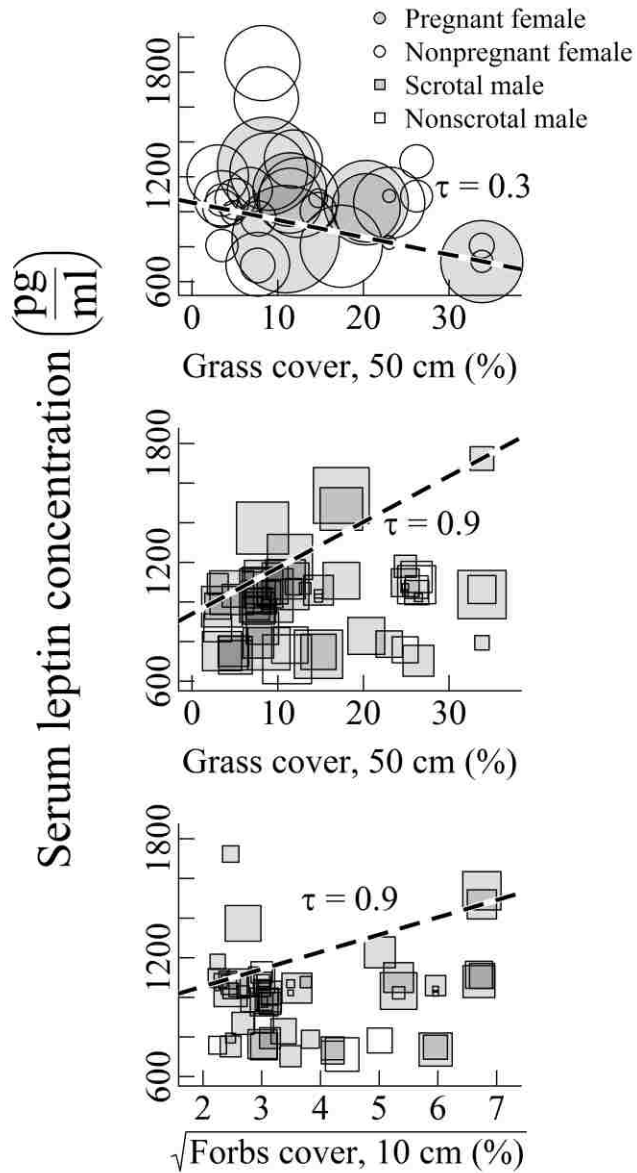 Pregnant female
Nonpregnant female
Scrotal male
Nonscrotal male
1800
1200
600
τ = 0.3
0 10 20 30
Grass cover, 50 cm (%)
Serum leptin concentration (pg/ml)
1800
1200
600
τ = 0.9
0 10 20 30
Grass cover, 50 cm (%)
1800
1200
600
τ = 0.9
2 3 4 5 6 7
√Forbs cover, 10 cm (%)